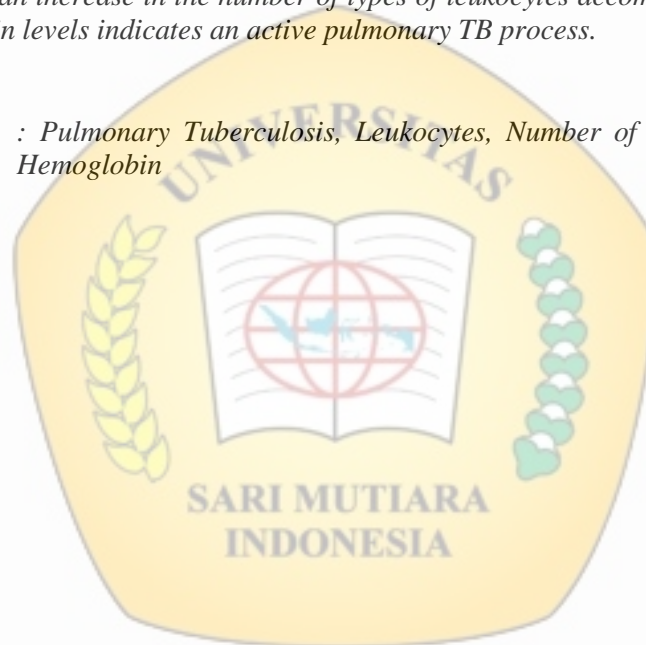 an increase in the number of types of leukocytes
levels indicates an active pulmonary TB process.
: Pulmonary Tuberculosis, Leukocytes, Number of
Hemoglobin
UNIVERSITAS
SARI MUTIARA
INDONESIA